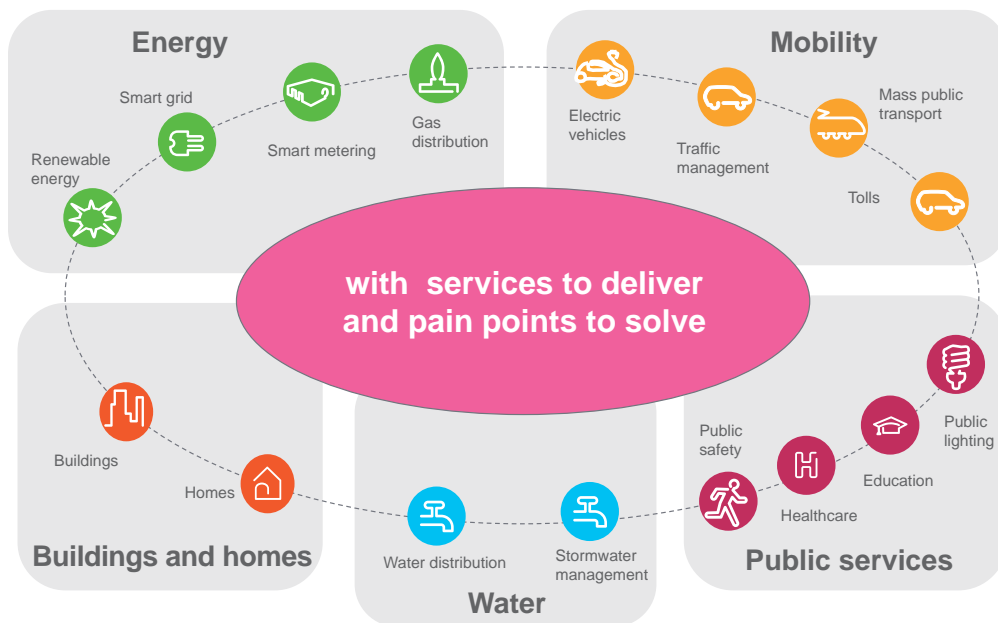 Energy
Renewable
energy
Smart grid
Smart metering
Gas
distribution
Mobility
Electric
vehicles
Traffic
management
Mass public
transport
Tolls
with services to deliver
and pain points to solve
Buildings
Homes
Buildings and homes
Water distribution
Stormwater
management
Water
Public
safety
Healthcare
Education
Public
lighting
Public services